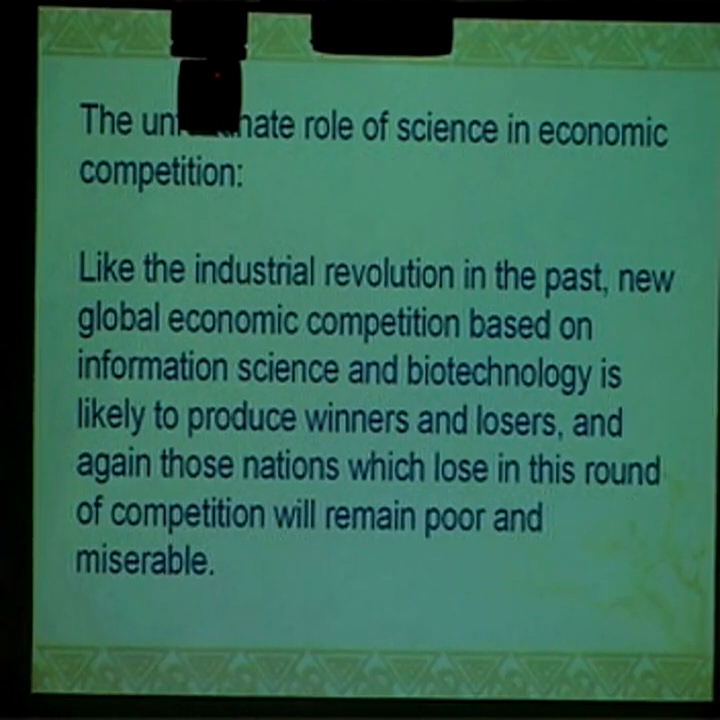 The role of science in economic
competition:
Like the industrial revolution in the past, new
global economic competition based on
information science and biotechnology is
likely to produce winners and losers, and
again those nations which lose in this round
of competition will remain poor and
miserable.